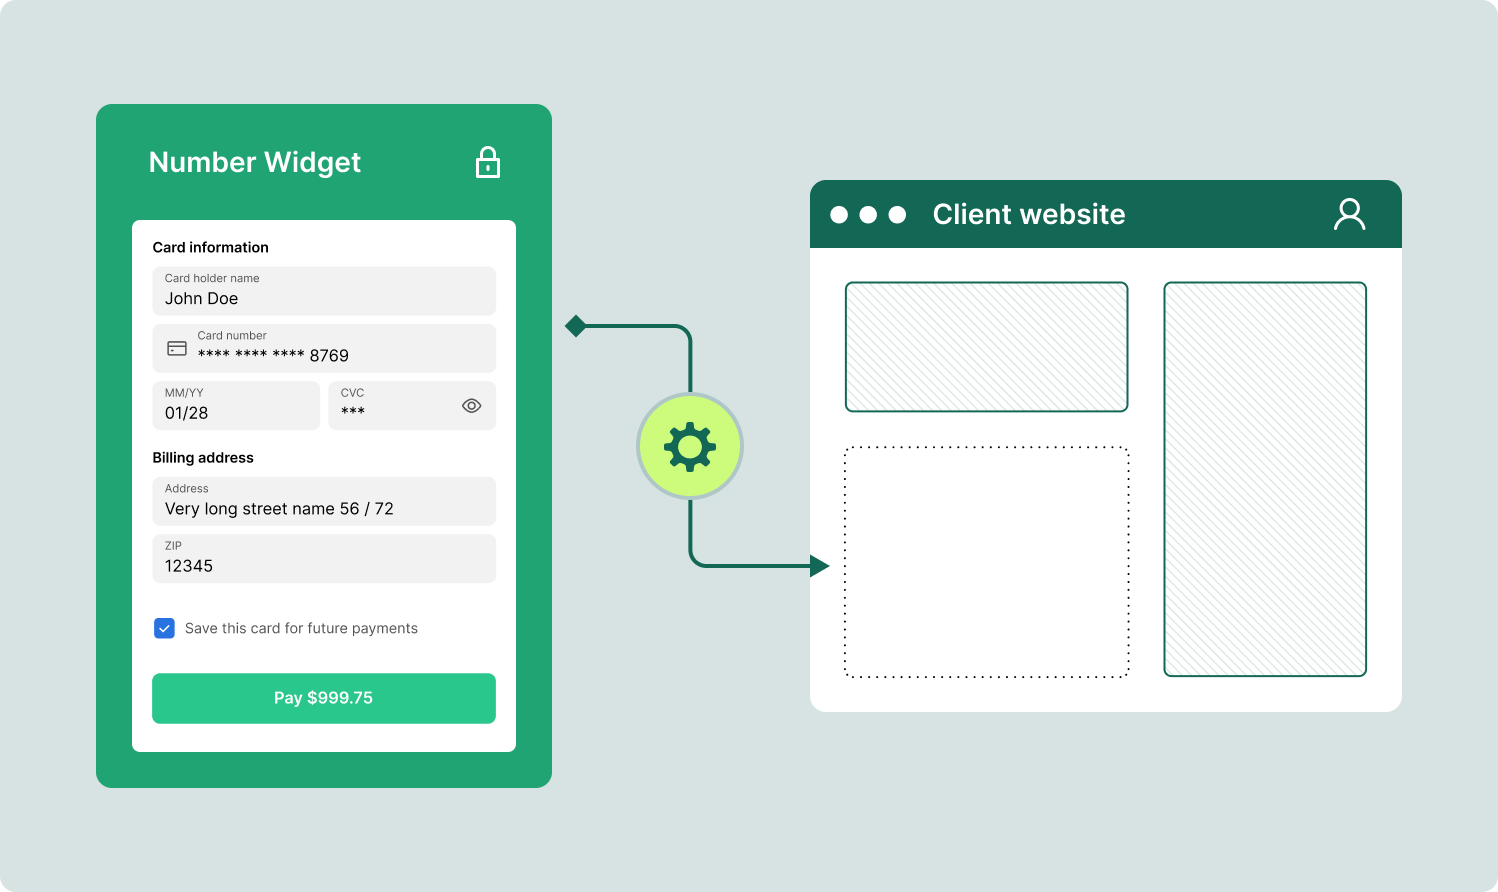 Number Widget
Card information
Card holder name
John Doe
Card number
**** **** **** 8769
MM/YY
01/28
CVC
***
Billing address
Address
Very long street name 56 / 72
ZIP
12345
Save this card for future payments
Pay $999.75
Client website